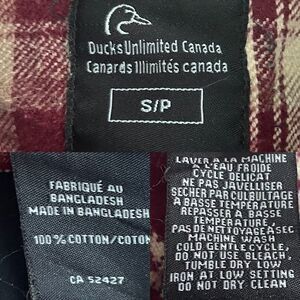 Ducks Unlimited Canada
Canards Illimités canada
S/P
FABRIQUÉ AU
BANGLADESH
MADE IN BANGLADESH
100% COTTON/COTON
CA 52427
LAVER A LA MACHINE
A L'EAU FROIDE
CYCLE DELICAT
NE PAS JAVELLISER
SECHER PAR CULBUTAGE
A BASSE TEMPERATURE
REPASSER A BASSE
TEMPERATURE
PAS DE NETTOYAGE A SEC
MACHINE WASH
COLD GENTLE CYCLE,
DO NOT USE BLEACH,
TUMBLE DRY LOW
IRON AT LOW SETTING
DO NOT DRY CLEAN